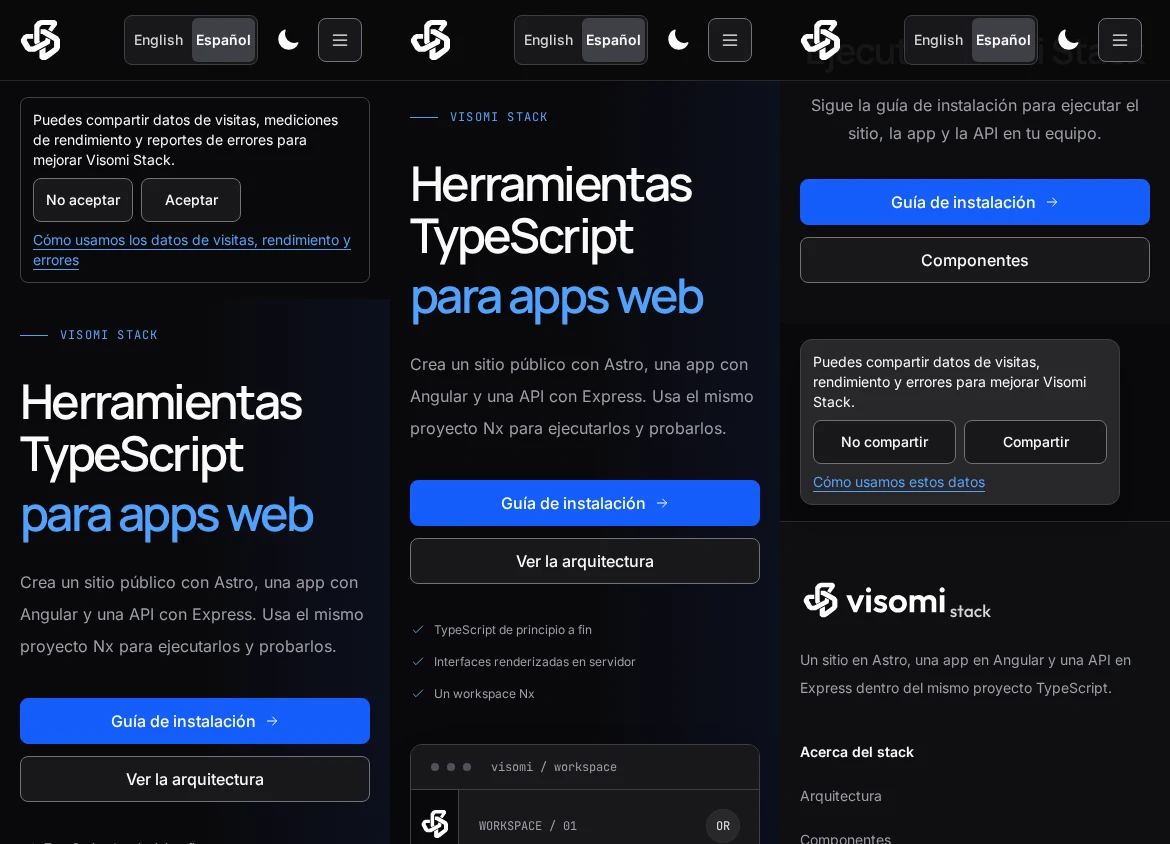 English Español
Puedes compartir datos de visitas, mediciones
de rendimiento y reportes de errores para
mejorar Visomi Stack.
No aceptar Aceptar
Cómo usamos los datos de visitas, rendimiento y
errores
VISOMI STACK
Herramientas
TypeScript
para apps web
Crea un sitio público con Astro, una app con
Angular y una API con Express. Usa el mismo
proyecto Nx para ejecutarlos y probarlos.
Guía de instalación →
Ver la arquitectura
English Español
VISOMI STACK
Herramientas
TypeScript
para apps web
Crea un sitio público con Astro, una app con
Angular y una API con Express. Usa el mismo
proyecto Nx para ejecutarlos y probarlos.
Guía de instalación →
Ver la arquitectura
TypeScript de principio a fin
Interfaces renderizadas en servidor
Un workspace Nx
visomi / workspace
WORKSPACE / 01 OR
English Español
Sigue la guía de instalación para ejecutar el
sitio, la app y la API en tu equipo.
Guía de instalación →
Componentes
Puedes compartir datos de visitas,
rendimiento y errores para mejorar Visomi
Stack.
No compartir Compartir
Cómo usamos estos datos
visomi stack
Un sitio en Astro, una app en Angular y una API en
Express dentro del mismo proyecto TypeScript.
Acerca del stack
Arquitectura
Componentes